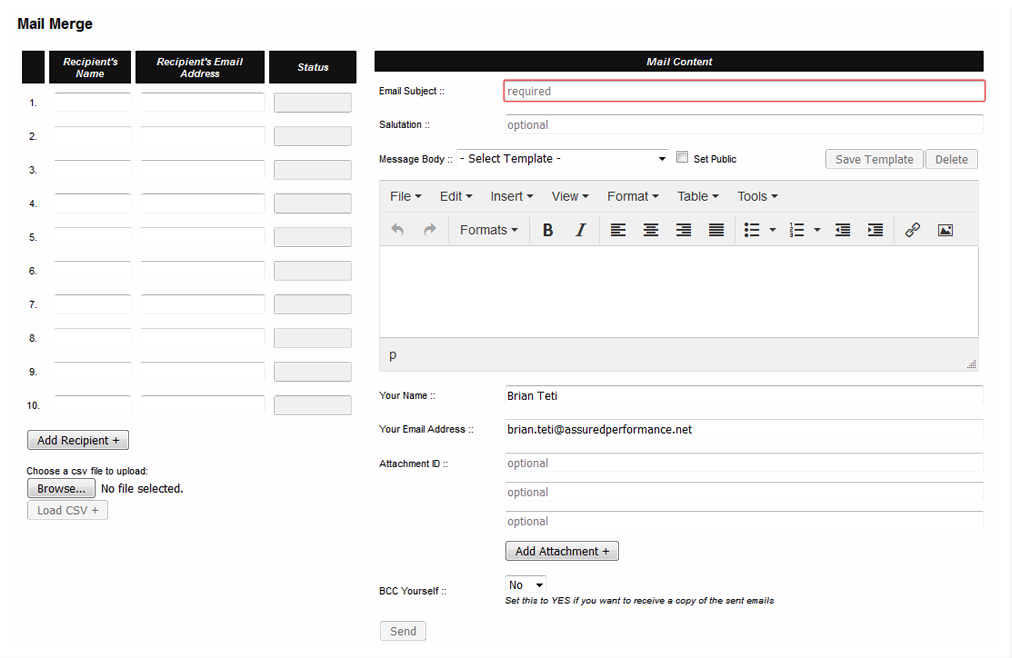 Mail Merge
Recipient's Name
Recipient's Email Address
Status
1.
2.
3.
4.
5.
6.
7.
8.
9.
10.
Add Recipient +
Choose a csv file to upload:
Browse... No file selected.
Load CSV +
Mail Content
Email Subject :: required
Salutation :: optional
Message Body :: - Select Template - Set Public Save Template Delete
File Edit Insert View Format Table Tools
Formats B I
p
Your Name :: Brian Teti
Your Email Address :: brian.teti@assuredperformance.net
Attachment ID :: optional
optional
optional
Add Attachment +
BCC Yourself :: No
Set this to YES if you want to receive a copy of the sent emails
Send